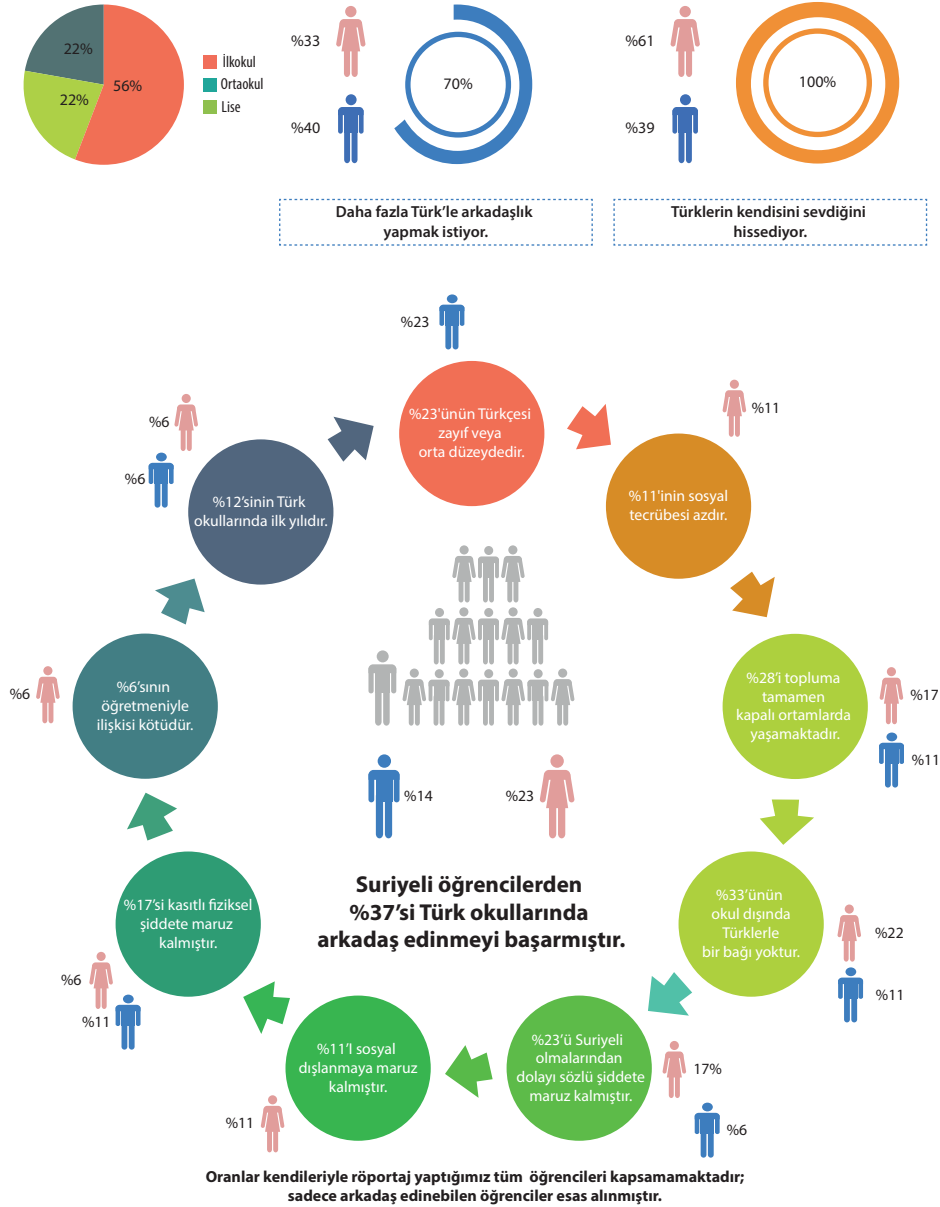 22%
56%
22%
İlkokul
Ortaokul
Lise
%33
%40
70%
%61
%39
100%
Daha fazla Türk’le arkadaşlık
yapmak istiyor.
Türklerin kendisini sevdiğini
hissediyor.
%23
%23'ünün Türkçesi
zayıf veya
orta düzeydedir.
%11
%11'inin sosyal
tecrübesi azdır.
%6
%6
%12’sinin Türk
okullarında ilk yılıdır.
%28’i topluma
tamamen
kapalı ortamlarda
yaşamaktadır.
%17
%11
%6
%6’sının
öğretmeniyle
ilişkisi kötüdür.
%14
%23
Suriyeli öğrencilerden
%37’si Türk okullarında
arkadaş edinmeyi başarmıştır.
%33’ünün
okul dışında
Türklerle
bir bağı yoktur.
%22
%11
%17’si kasıtlı fiziksel
şiddete maruz
kalmıştır.
%6
%11
%23’ü Suriyeli
olmalarından
dolayı sözlü şiddete
maruz kalmıştır.
17%
%6
%11’l sosyal
dışlanmaya maruz
kalmıştır.
%11
Oranlar kendileriyle röportaj yaptığımız tüm öğrencileri kapsamamaktadır;
sadece arkadaş edinebilen öğrenciler esas alınmıştır.